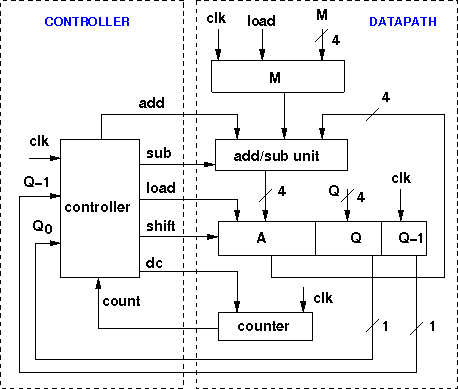 CONTROLLER
DATAPATH
clk
load
M
4
M
add
4
clk
sub
add/sub unit
Q-1
load
4
Q
4
clk
controller
Q0
shift
A
Q
Q-1
dc
count
clk
counter
1
1